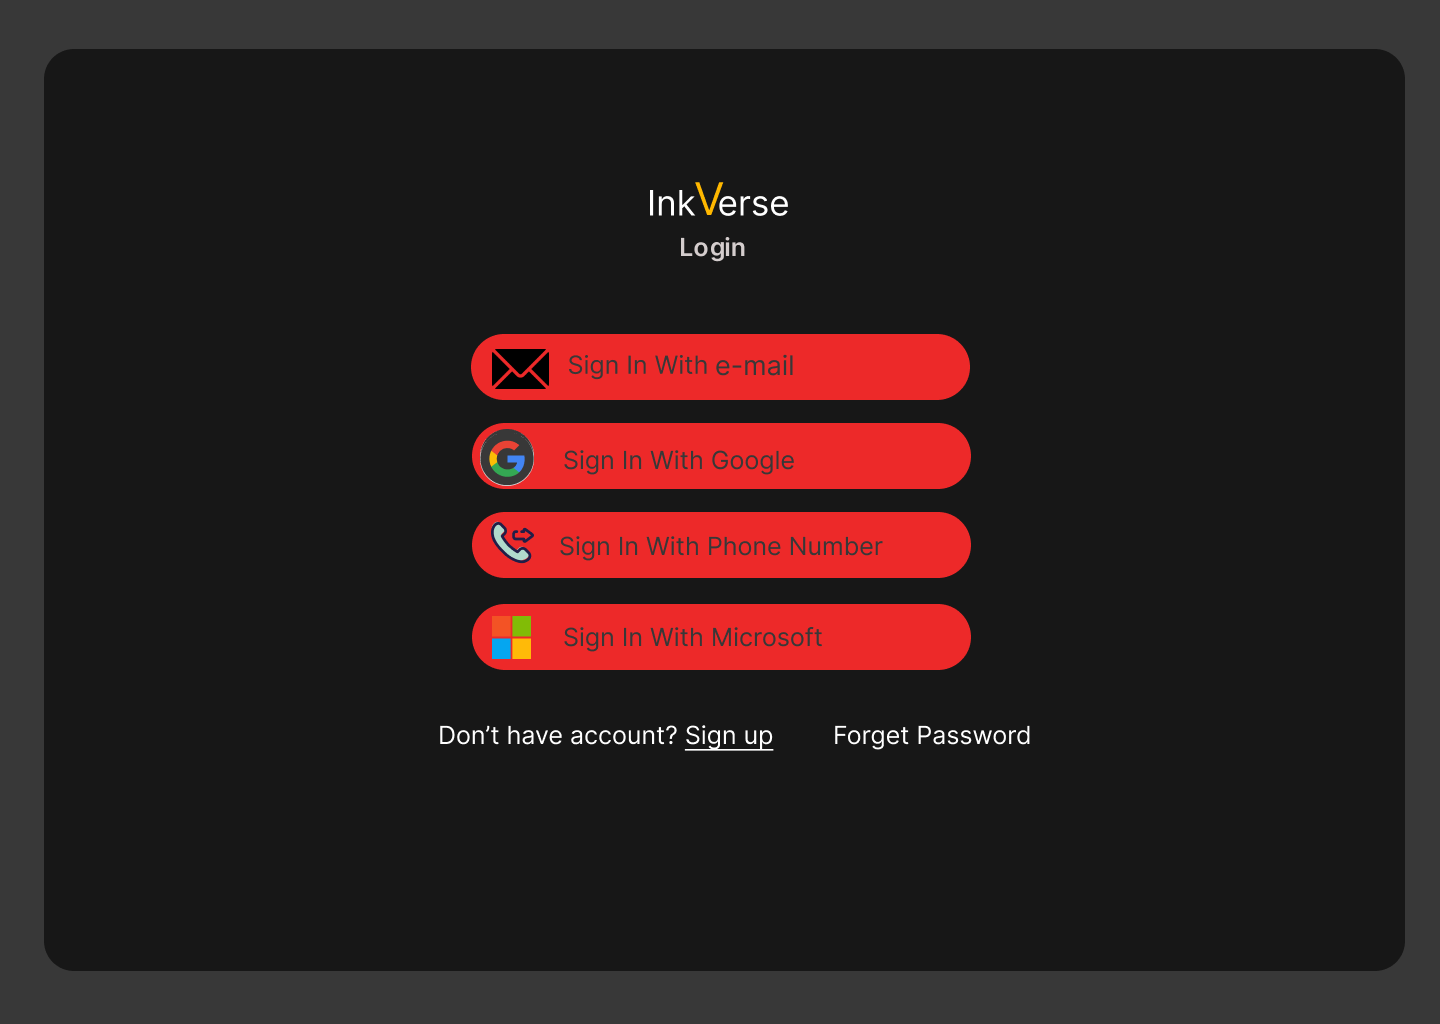 InkVerse
Login
Sign In With e-mail
Sign In With Google
Sign In With Phone Number
Sign In With Microsoft
Don’t have account? Sign up Forget Password